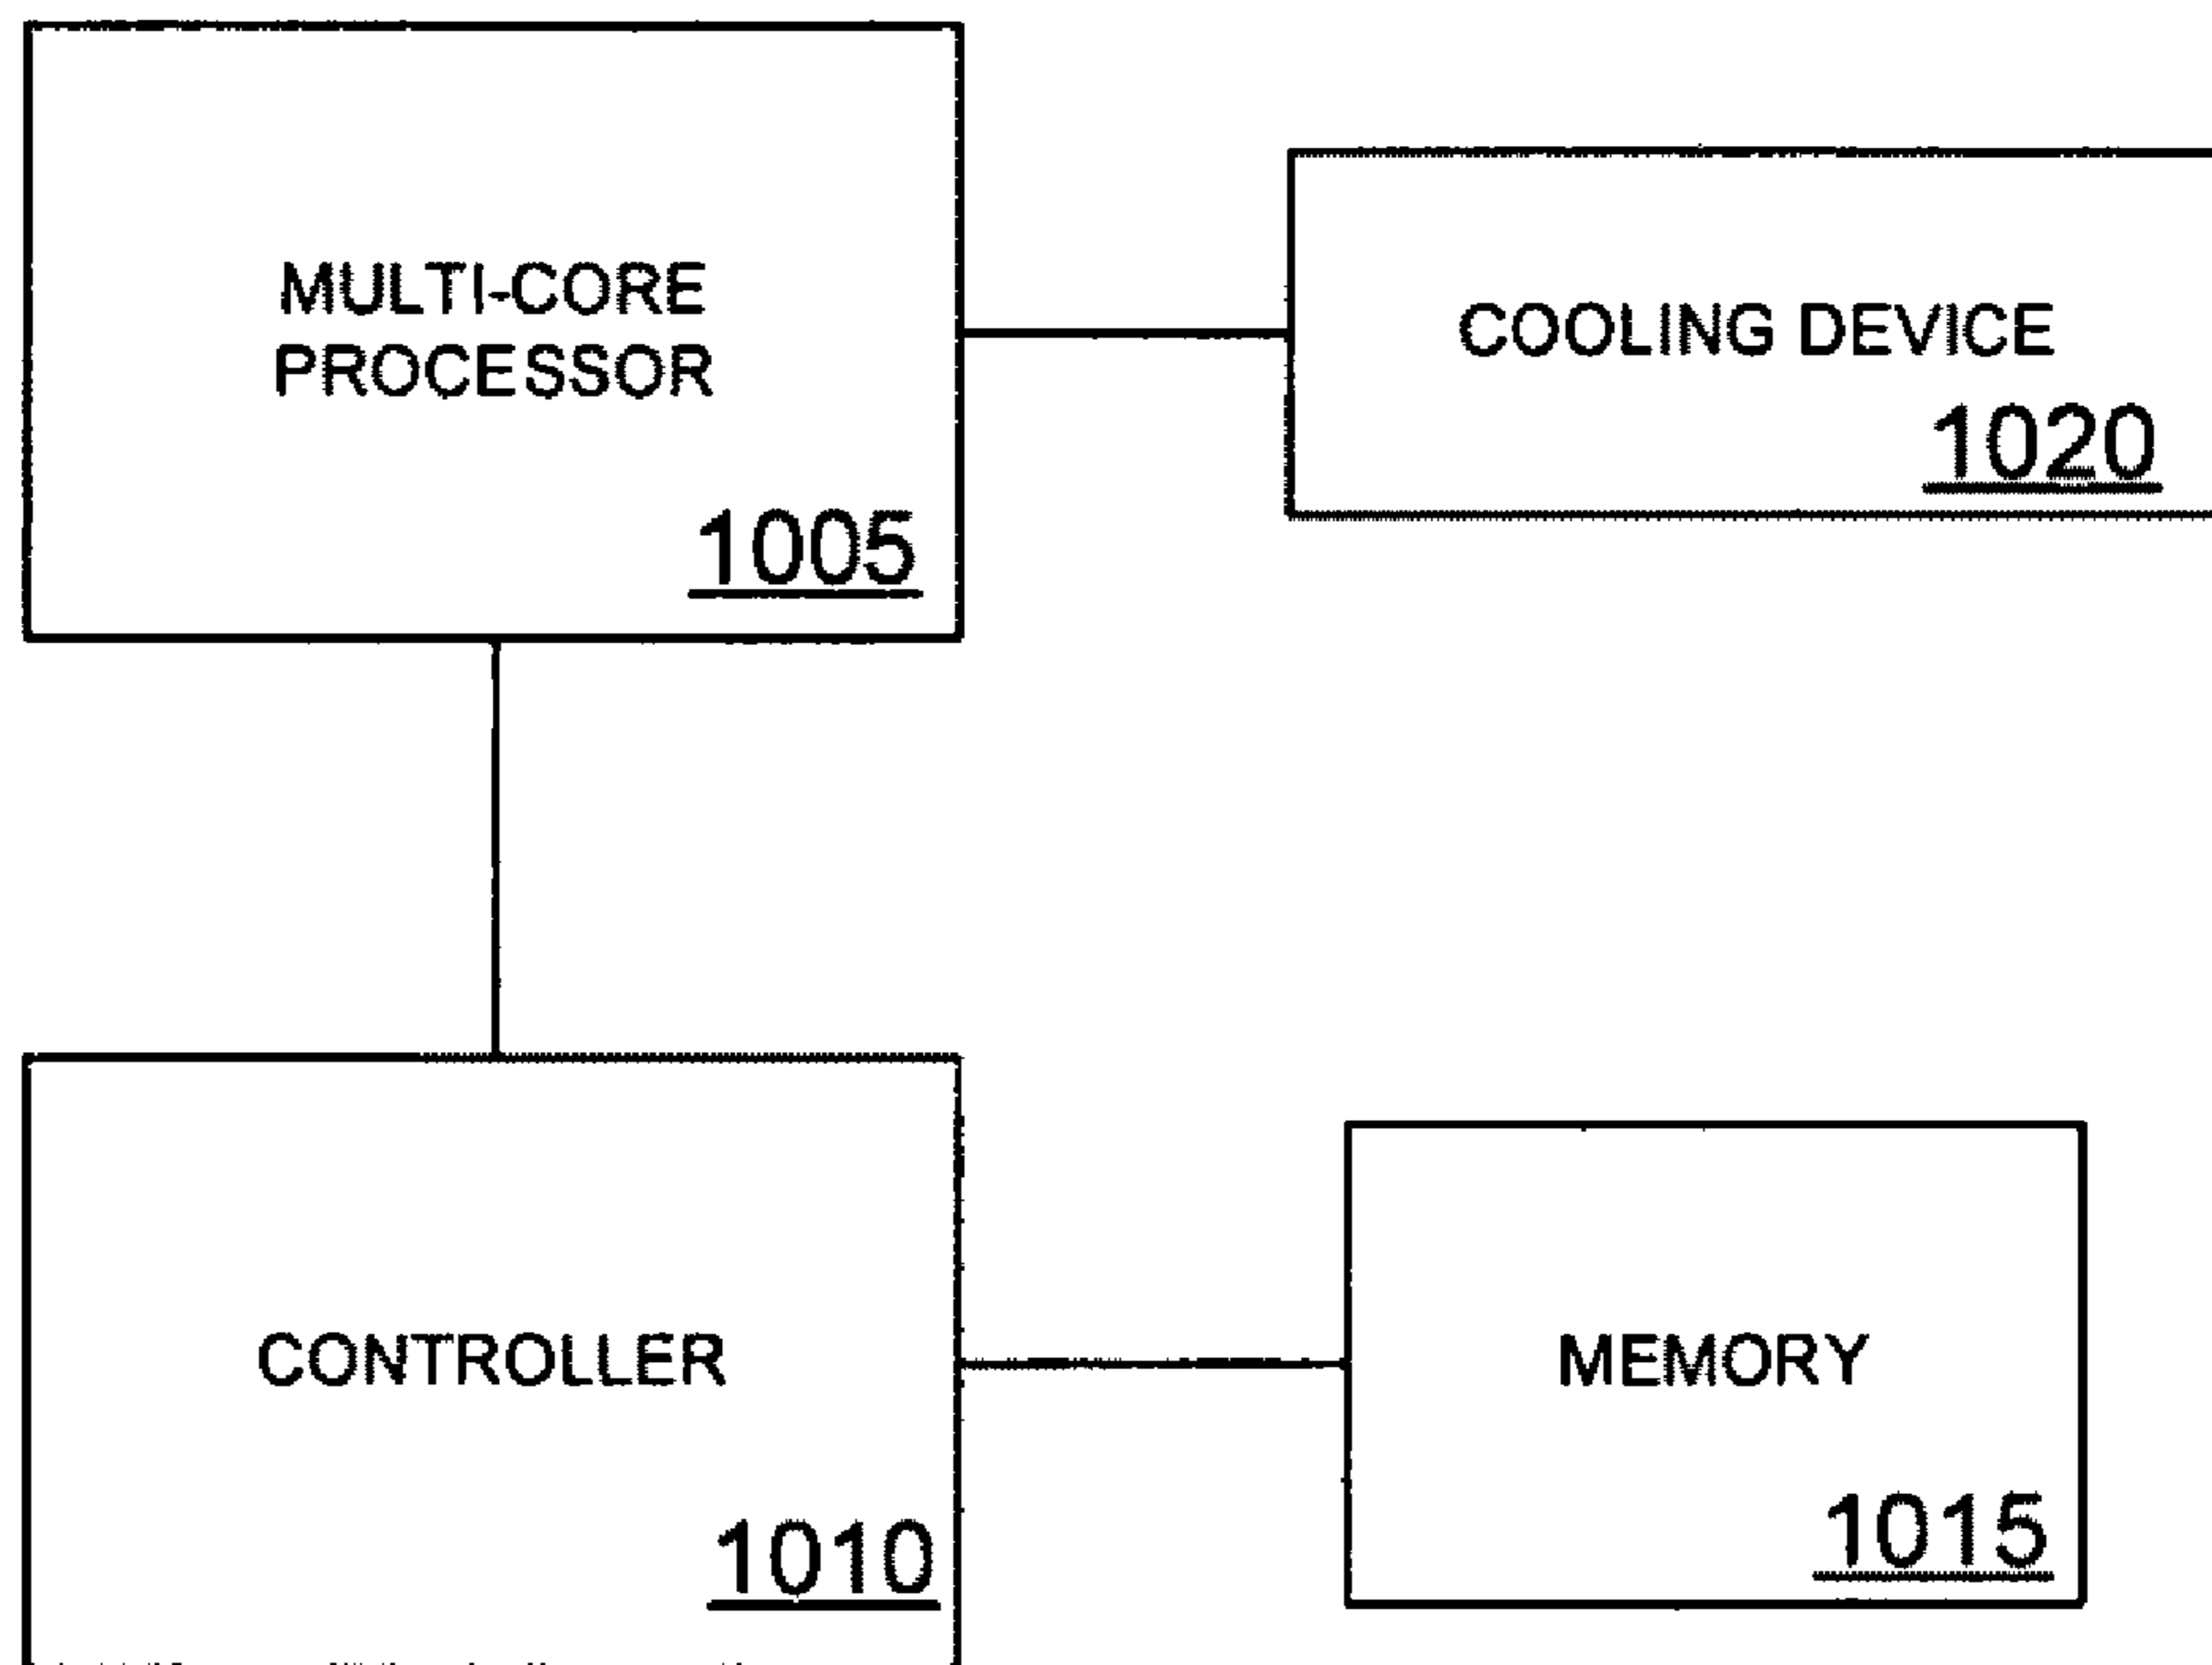 MULTI-CORE
PROCESSOR
1005
COOLING DEVICE
1020
CONTROLLER
1010
MEMORY
1015